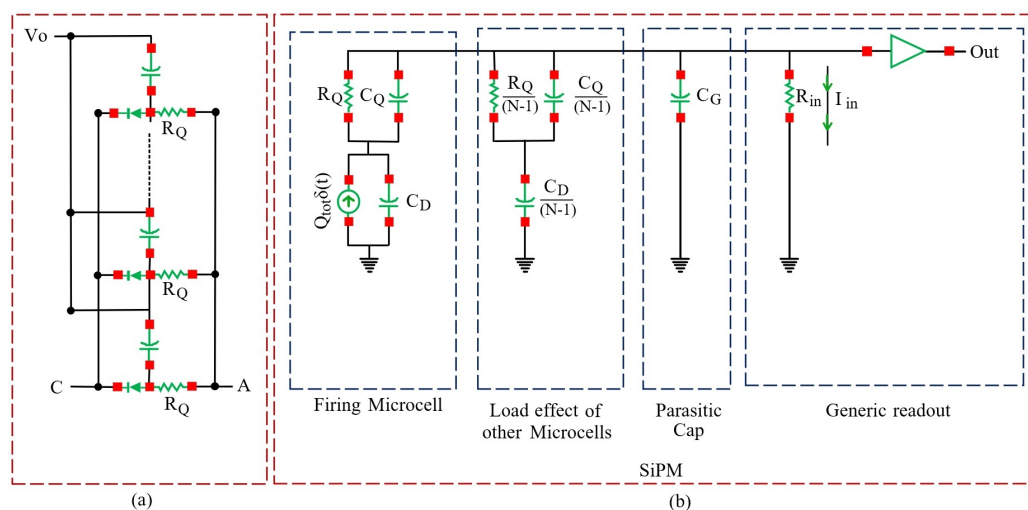 Vo
RQ
RQ
C
RQ
A
(a)
RQ
CQ
Qtotδ(t)
CD
Firing Microcell
RQ
(N-1)
CQ
(N-1)
CD
(N-1)
Load effect of
other Microcells
CG
Parasitic
Cap
Rin
Iin
Out
Generic readout
SiPM
(b)